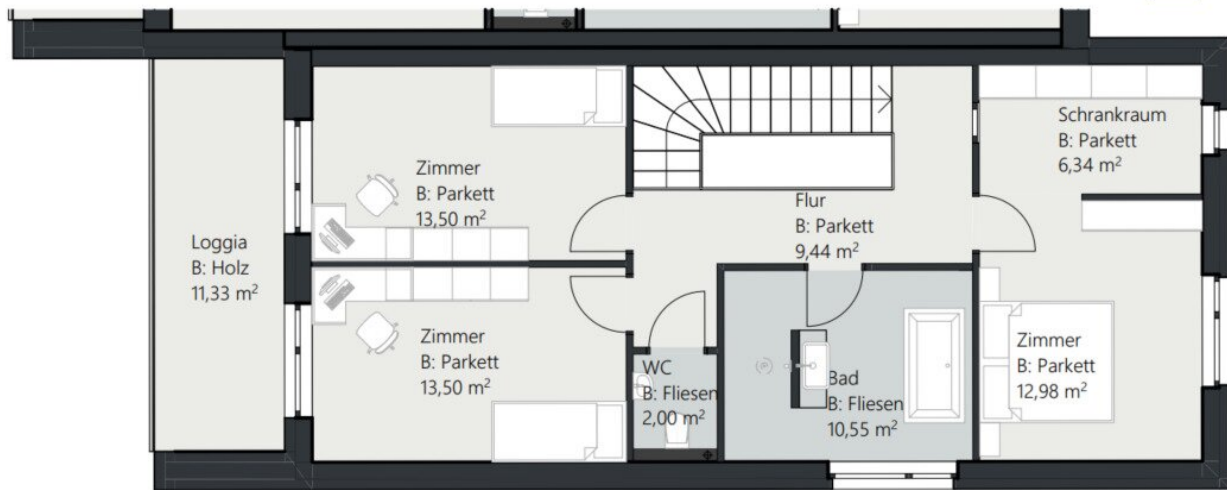 Loggia
B: Holz
11,33 m²
Zimmer
B: Parkett
13,50 m²
Zimmer
B: Parkett
13,50 m²
WC
B: Fliesen
2,00 m²
Flur
B: Parkett
9,44 m²
Bad
B: Fliesen
10,55 m²
Schrankraum
B: Parkett
6,34 m²
Zimmer
B: Parkett
12,98 m²